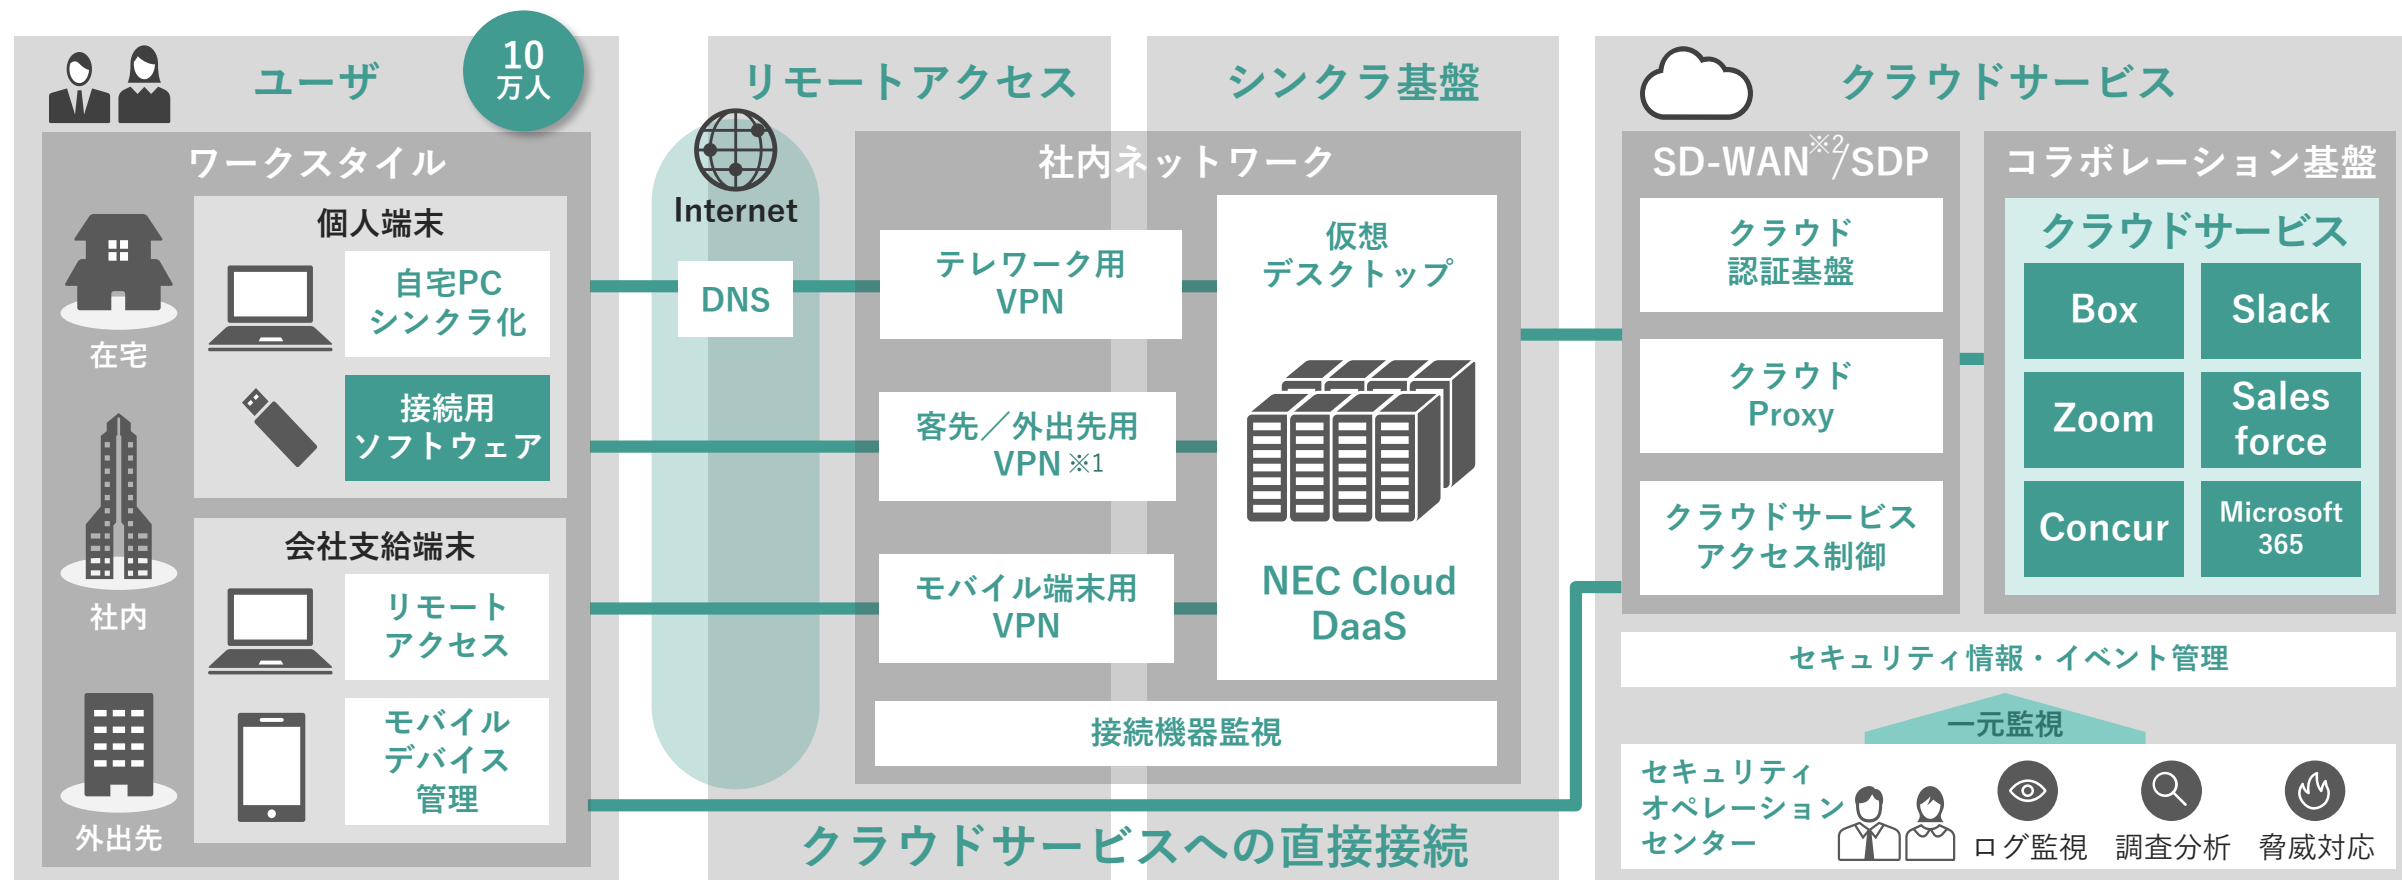 ユーザ
10
万人
ワークスタイル
在宅
社内
外出先
個人端末
自宅PC
シンクラ化
接続用
ソフトウェア
会社支給端末
リモート
アクセス
モバイル
デバイス
管理
リモートアクセス
シンクラ基盤
Internet
DNS
社内ネットワーク
テレワーク用
VPN
客先／外出先用
VPN※1
モバイル端末用
VPN
仮想
デスクトップ
NEC Cloud
DaaS
接続機器監視
クラウドサービスへの直接接続
クラウドサービス
SD-WAN※2/SDP
クラウド
認証基盤
クラウド
Proxy
クラウドサービス
アクセス制御
コラボレーション基盤
クラウドサービス
Box
Slack
Zoom
Sales
force
Concur
Microsoft
365
セキュリティ情報・イベント管理
一元監視
セキュリティ
オペレーション
センター
ログ監視
調査分析
脅威対応